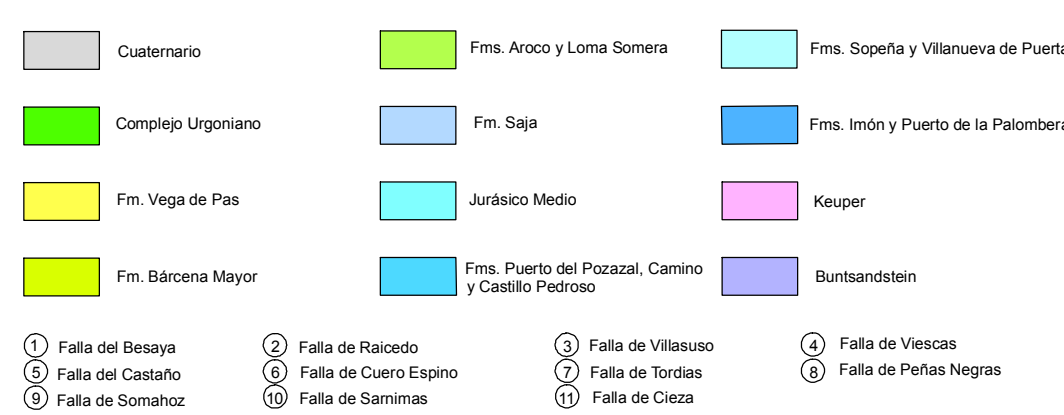 Cuaternario
Fms. Aroco y Loma Somera
Fms. Sopeña y Villanueva de Puerta
Complejo Urgoniano
Fm. Saja
Fms. Imón y Puerto de la Palombera
Fm. Vega de Pas
Jurásico Medio
Keuper
Fm. Bárcena Mayor
Fms. Puerto del Pozazal, Camino
y Castillo Pedroso
Buntsandstein
1 Falla del Besaya
2 Falla de Raicedo
3 Falla de Villasuso
4 Falla de Viescas
5 Falla del Castaño
6 Falla de Cuero Espino
7 Falla de Tordias
8 Falla de Peñas Negras
9 Falla de Somahoz
10 Falla de Sarnimas
11 Falla de Cieza